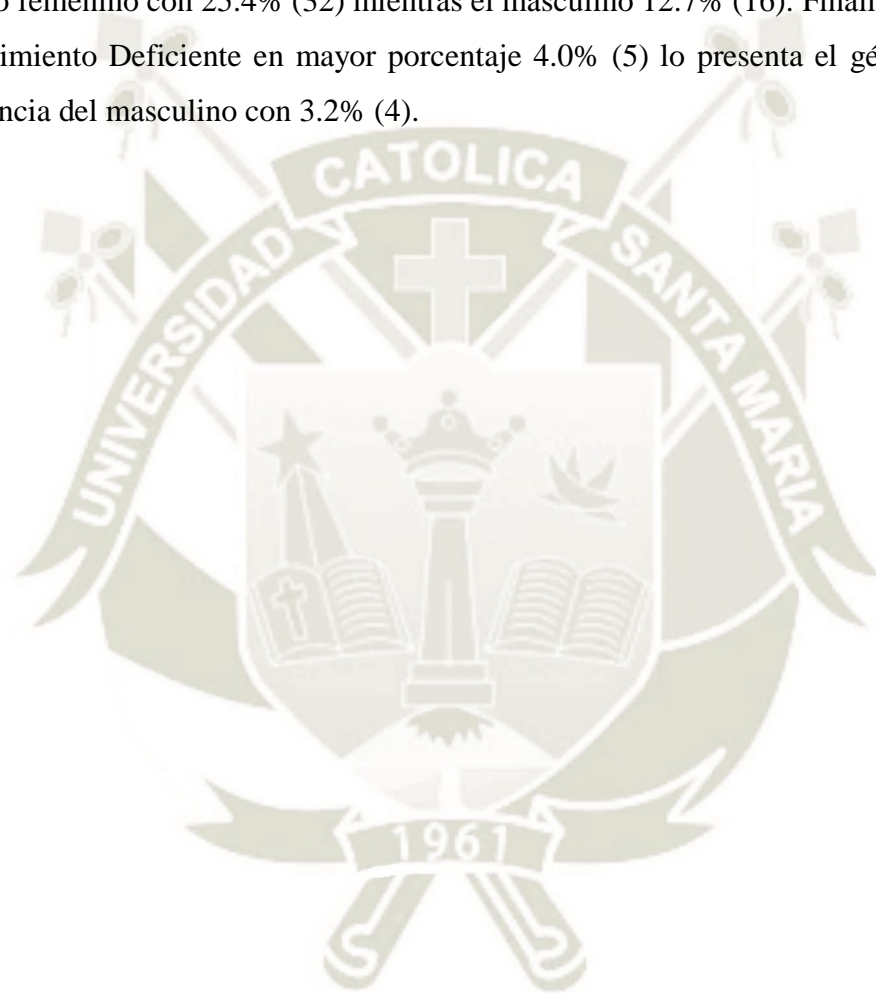 o femenino con 25.4% (32) mientras el masculino 12.7% (16). Final
imiento Deficiente en mayor porcentaje 4.0% (5) lo presenta el gé
ncia del masculino con 3.2% (4).
UNIVERSIDAD CATOLICA SANTA MARIA
1961